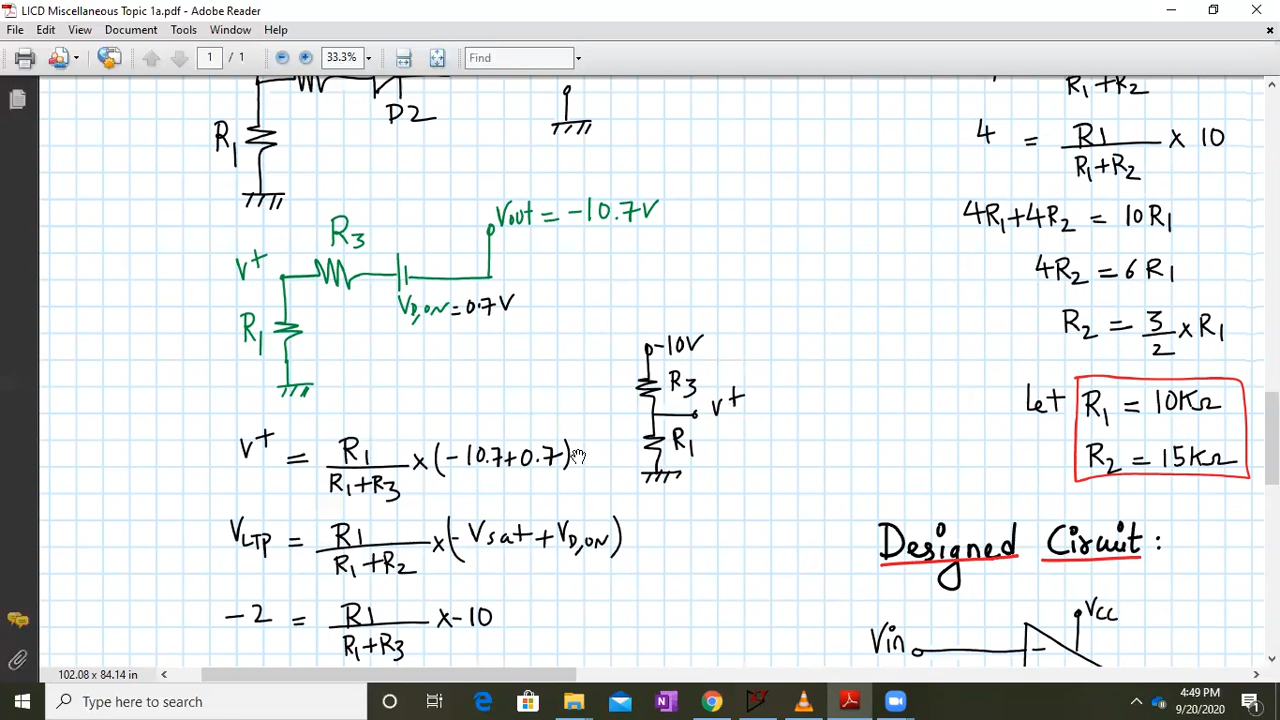 LICD Miscellaneous Topic 1a.pdf - Adobe Reader
File Edit View Document Tools Window Help
1 / 1 33.3% Find
D2
R1
Vout = -10.7V
R3
V+
VD,ON = 0.7V
R1
-10V
R3
V+
R1
V+ = R1 / R1+R3 × (-10.7+0.7)
VLTP = R1 / R1+R2 × (-Vsat + VD,ON)
-2 = R1 / R1+R3 × -10
R1+R2
4 = R1 / R1+R2 × 10
4R1+4R2 = 10R1
4R2 = 6R1
R2 = 3/2 × R1
let R1 = 10KΩ
R2 = 15KΩ
Designed Circuit :
Vcc
Vin
-
102.08 x 84.14 in
Type here to search
4:49 PM
9/20/2020